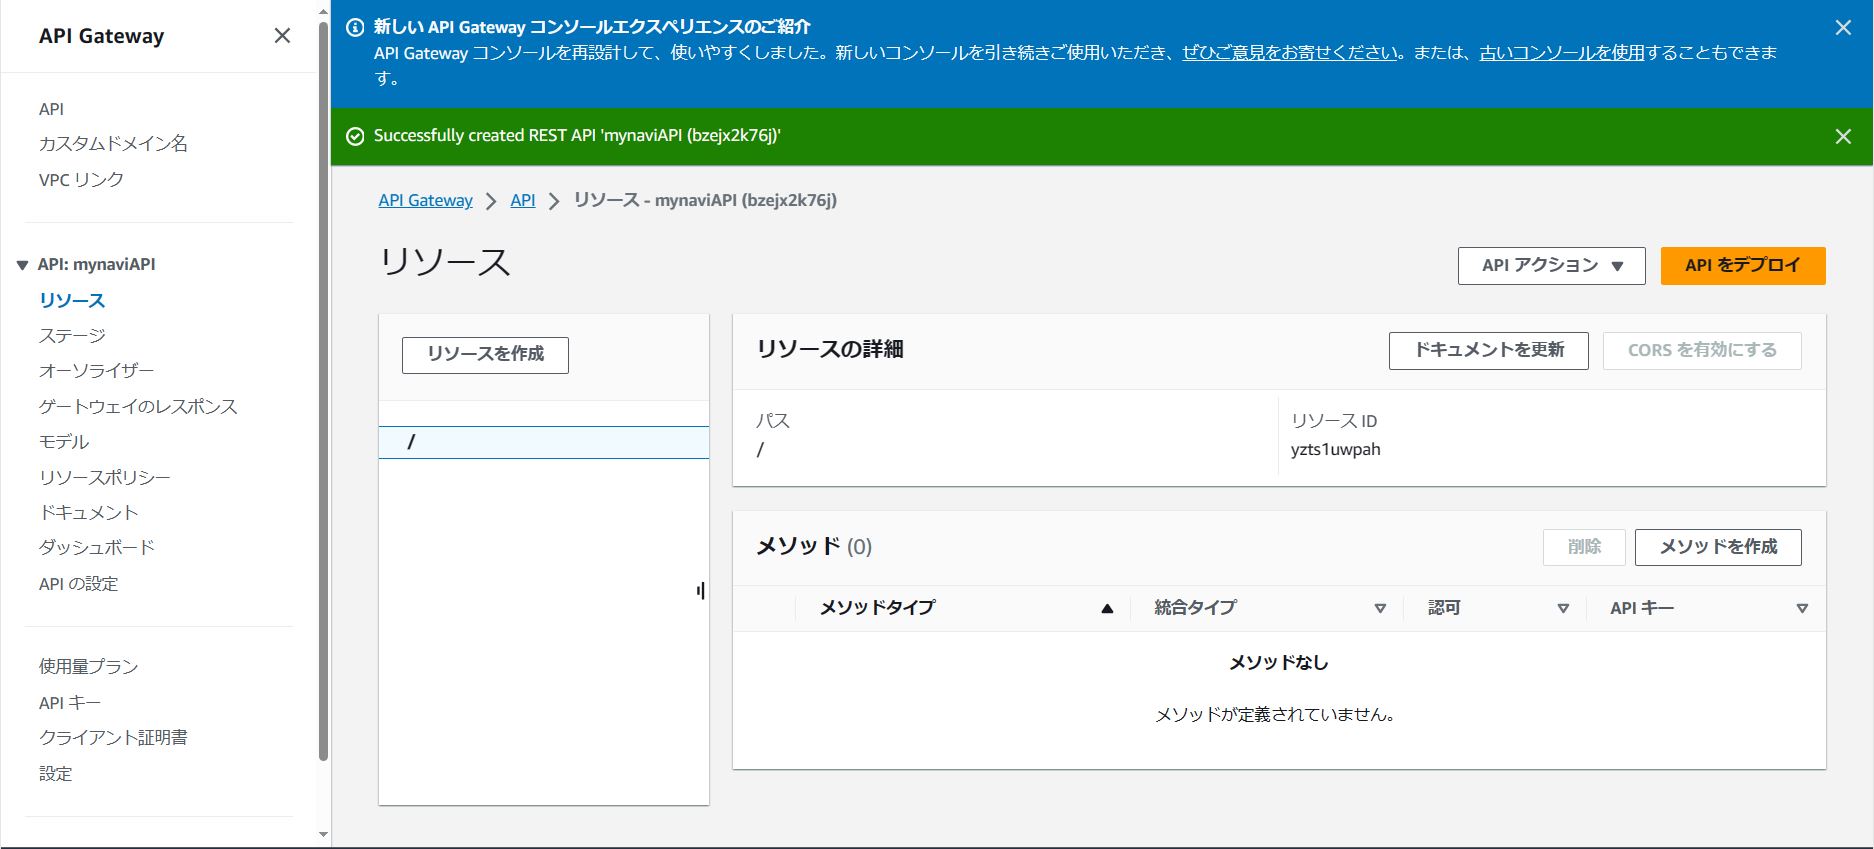 API Gateway
API
カスタムドメイン名
VPC リンク
API: mynaviAPI
リソース
ステージ
オーソライザー
ゲートウェイのレスポンス
モデル
リソースポリシー
ドキュメント
ダッシュボード
API の設定
使用量プラン
API キー
クライアント証明書
設定
新しい API Gateway コンソールエクスペリエンスのご紹介
API Gateway コンソールを再設計して、使いやすくしました。新しいコンソールを引き続きご使用いただき、ぜひご意見をお寄せください。または、古いコンソールを使用することもできま
す。
Successfully created REST API 'mynaviAPI (bzejx2k76j)'
API Gateway API リソース - mynaviAPI (bzejx2k76j)
リソース
API アクション
API をデプロイ
リソースを作成
/
リソースの詳細
ドキュメントを更新
CORS を有効にする
パス
/
リソース ID
yzts1uwpah
メソッド (0)
削除
メソッドを作成
メソッドタイプ 統合タイプ 認可 API キー
メソッドなし
メソッドが定義されていません。